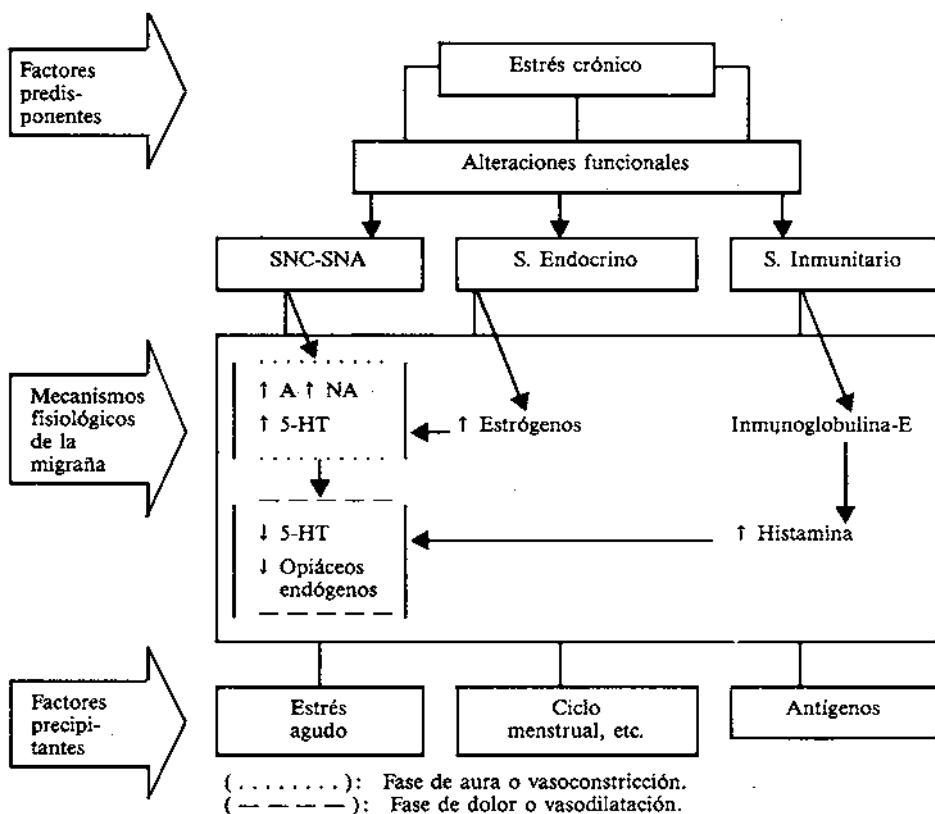 Factores
predis-
ponentes
Estrés crónico
Alteraciones funcionales
SNC-SNA
S. Endocrino
S. Inmunitario
Mecanismos
fisiológicos
de la
migraña
↑ A ↑ NA
↑ 5-HT
↑ Estrógenos
Inmunoglobulina-E
↓ 5-HT
↓ Opiáceos
endógenos
↑ Histamina
Factores
precipi-
tantes
Estrés
agudo
Ciclo
menstrual, etc.
Antígenos
(. . . . . . . .): Fase de aura o vasoconstricción.
(— — — —): Fase de dolor o vasodilatación.